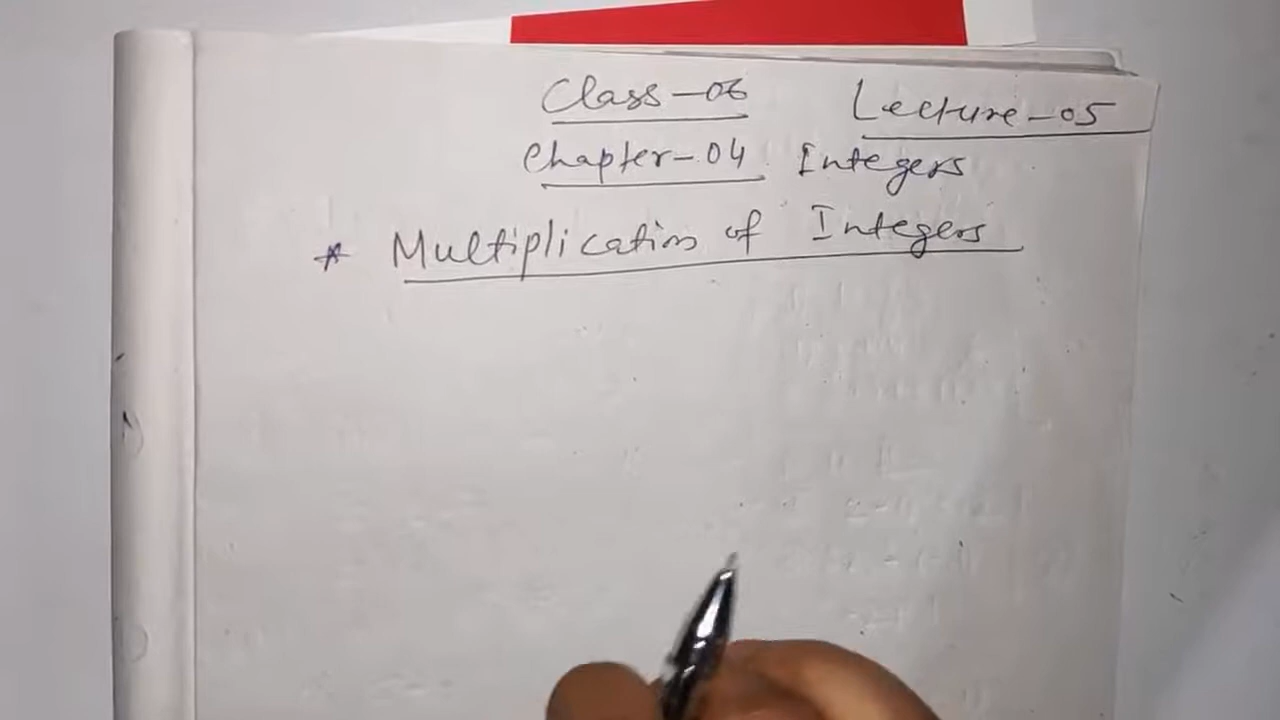 Class-06 Lecture-05
Chapter-04 Integers
* Multiplication of Integers